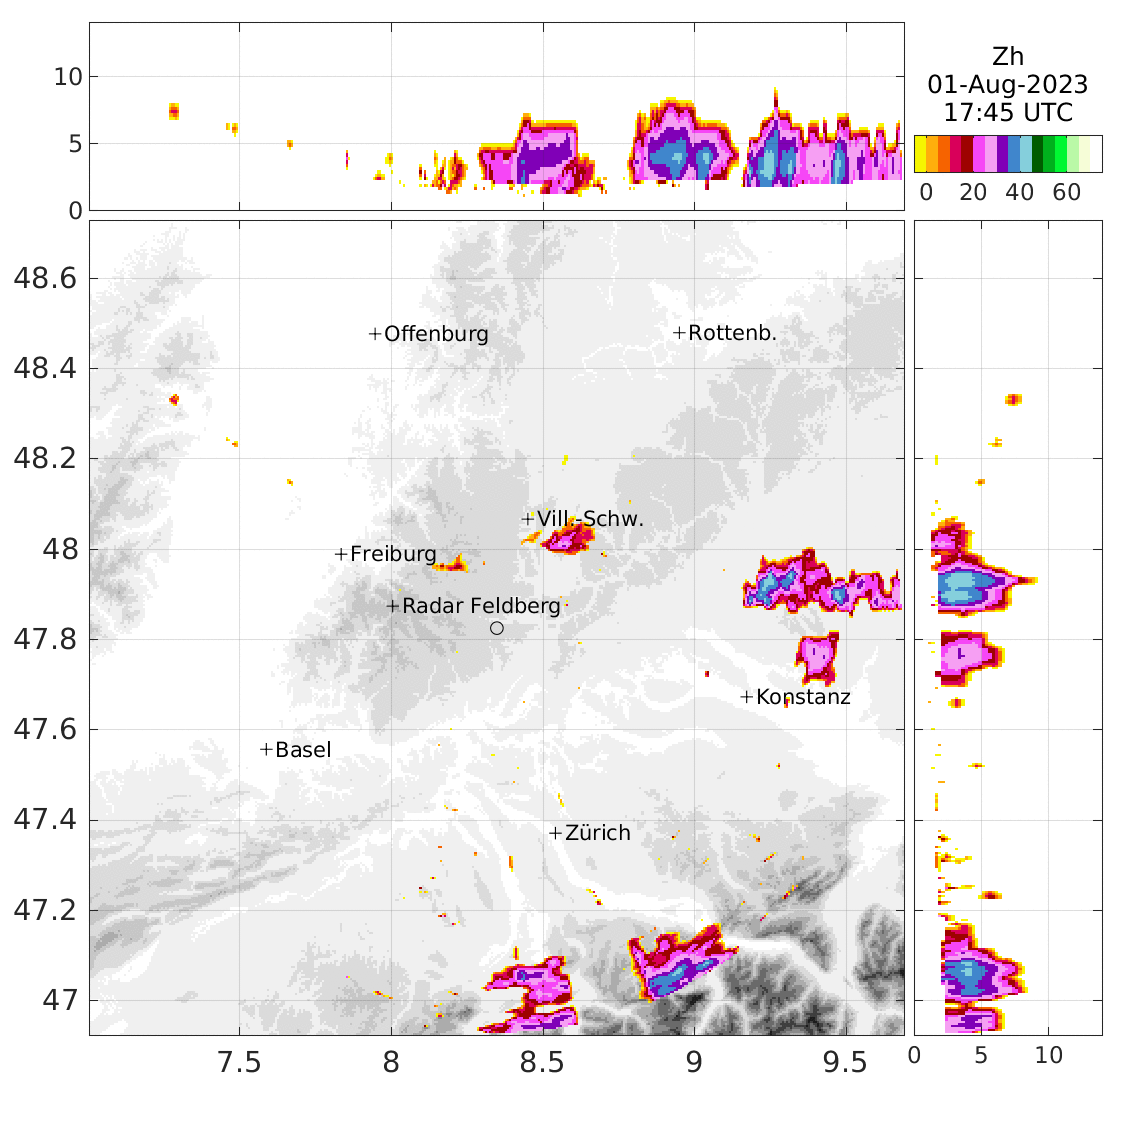 10
5
0
Zh
01-Aug-2023
17:45 UTC
0 20 40 60
48.6
48.4
48.2
48
47.8
47.6
47.4
47.2
47
+Offenburg
+Rottenb.
+Vill.-Schw.
+Freiburg
+Radar Feldberg
+Konstanz
+Basel
+Zürich
7.5 8 8.5 9 9.5
0 5 10